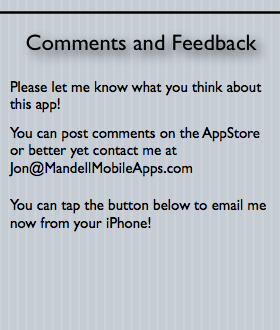 Comments and Feedback
Please let me know what you think about
this app!
You can post comments on the AppStore
or better yet contact me at
Jon@MandellMobileApps.com
You can tap the button below to email me
now from your iPhone!